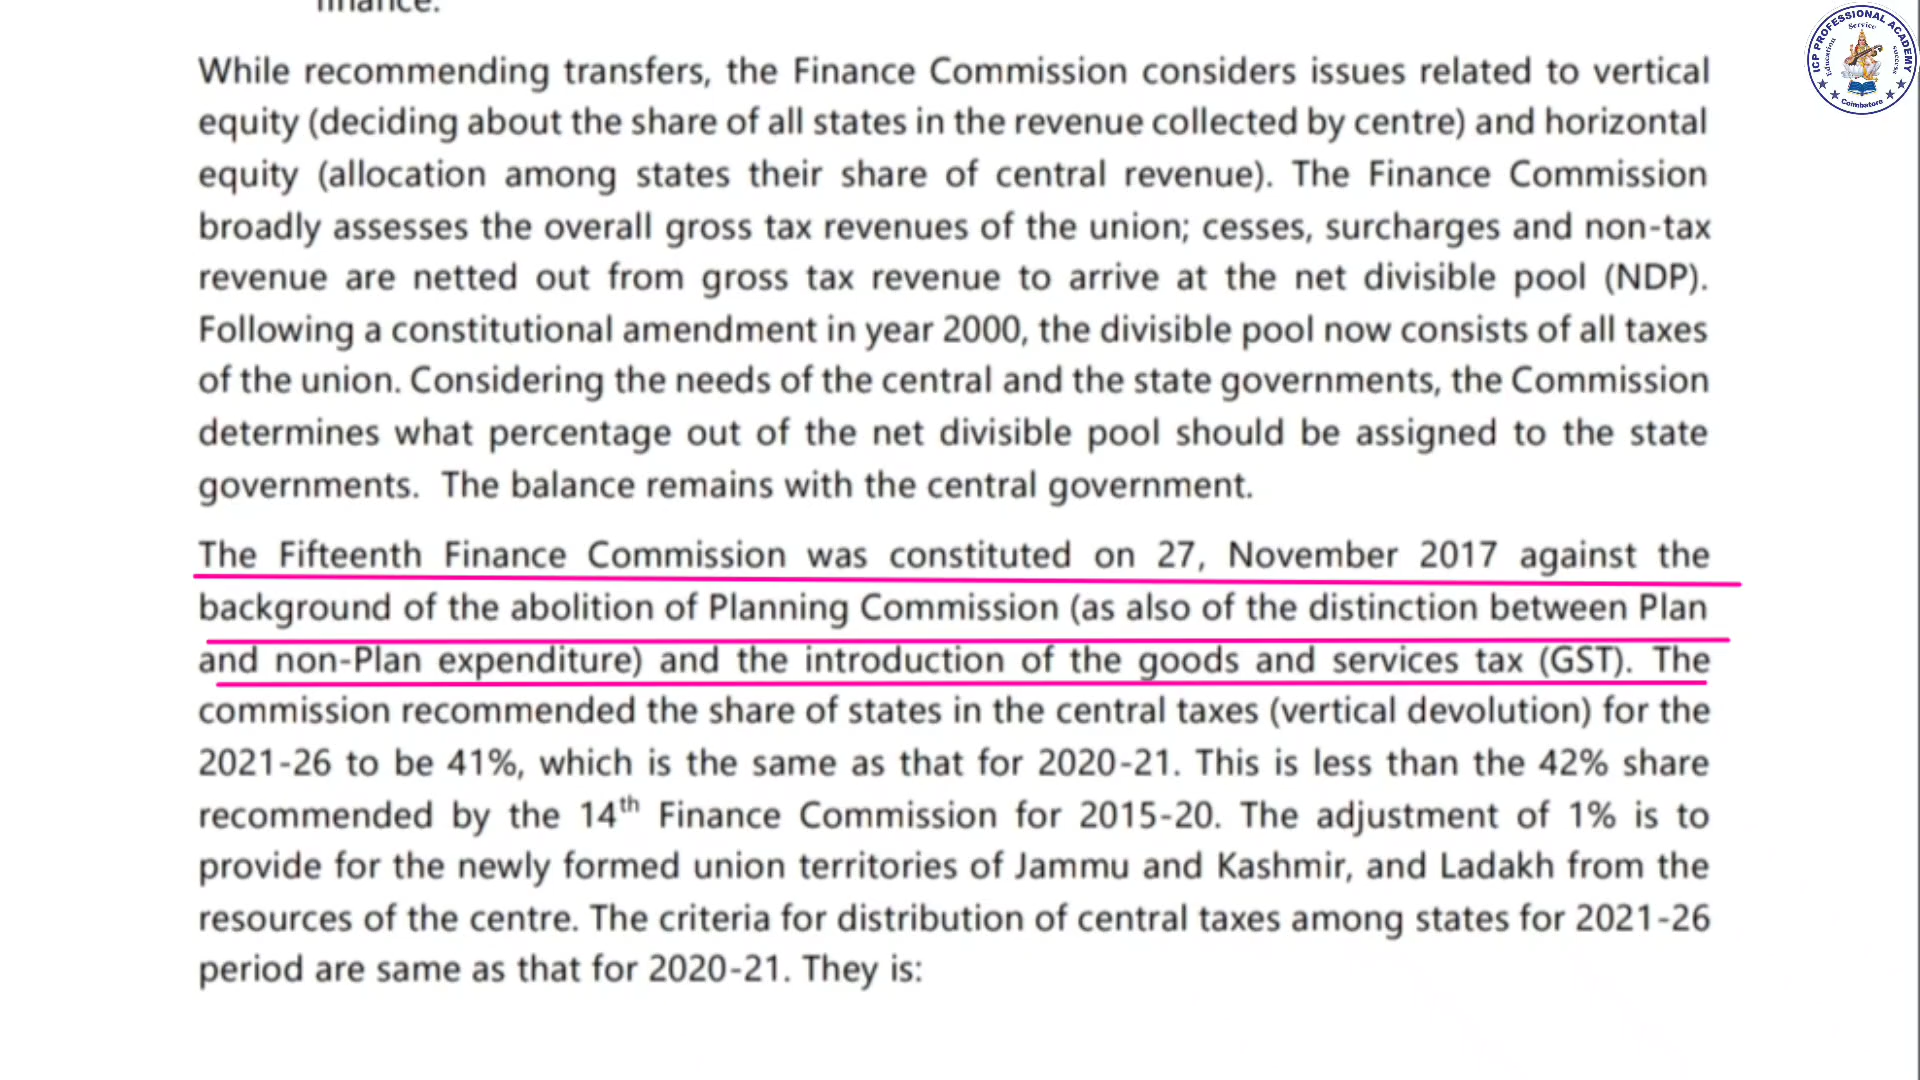 finance.
While recommending transfers, the Finance Commission considers issues related to vertical
equity (deciding about the share of all states in the revenue collected by centre) and horizontal
equity (allocation among states their share of central revenue). The Finance Commission
broadly assesses the overall gross tax revenues of the union; cesses, surcharges and non-tax
revenue are netted out from gross tax revenue to arrive at the net divisible pool (NDP).
Following a constitutional amendment in year 2000, the divisible pool now consists of all taxes
of the union. Considering the needs of the central and the state governments, the Commission
determines what percentage out of the net divisible pool should be assigned to the state
governments.  The balance remains with the central government.
The Fifteenth Finance Commission was constituted on 27, November 2017 against the
background of the abolition of Planning Commission (as also of the distinction between Plan
and non-Plan expenditure) and the introduction of the goods and services tax (GST). The
commission recommended the share of states in the central taxes (vertical devolution) for the
2021-26 to be 41%, which is the same as that for 2020-21. This is less than the 42% share
recommended by the 14th Finance Commission for 2015-20. The adjustment of 1% is to
provide for the newly formed union territories of Jammu and Kashmir, and Ladakh from the
resources of the centre. The criteria for distribution of central taxes among states for 2021-26
period are same as that for 2020-21. They is:
ICP PROFESSIONAL ACADEMY
Education
Service
Success
Coimbatore